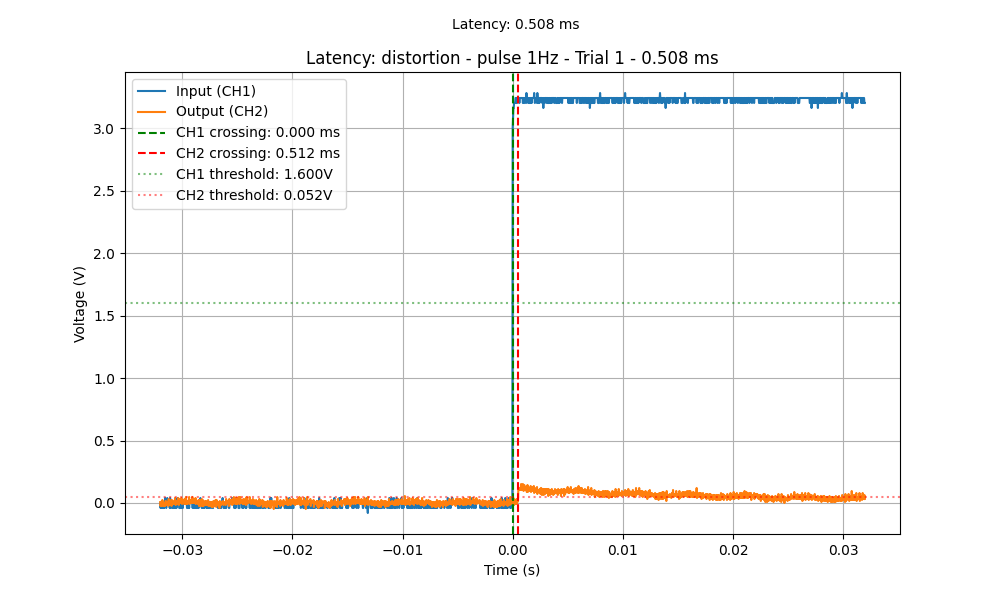 Latency: 0.508 ms
Latency: distortion - pulse 1Hz - Trial 1 - 0.508 ms
Input (CH1)
Output (CH2)
CH1 crossing: 0.000 ms
CH2 crossing: 0.512 ms
CH1 threshold: 1.600V
CH2 threshold: 0.052V
3.0
2.5
2.0
1.5
1.0
0.5
0.0
Voltage (V)
−0.03 −0.02 −0.01 0.00 0.01 0.02 0.03
Time (s)